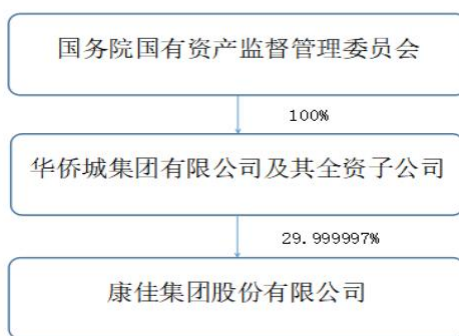 国务院国有资产监督管理委员会
100%
华侨城集团有限公司及其全资子公司
29.999997%
康佳集团股份有限公司